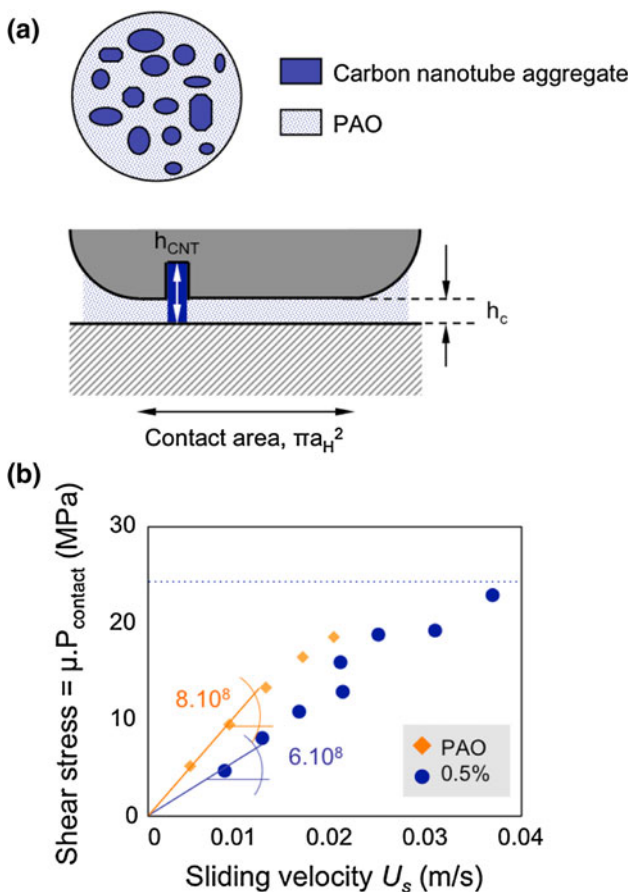 (a)
Carbon nanotube aggregate
PAO
h_CNT
h_c
Contact area, πa_H²
(b)
Shear stress = μ.P_contact (MPa)
30
20
10
0
8.10⁸
6.10⁸
PAO
0.5%
0
0.01
0.02
0.03
0.04
Sliding velocity U_s (m/s)